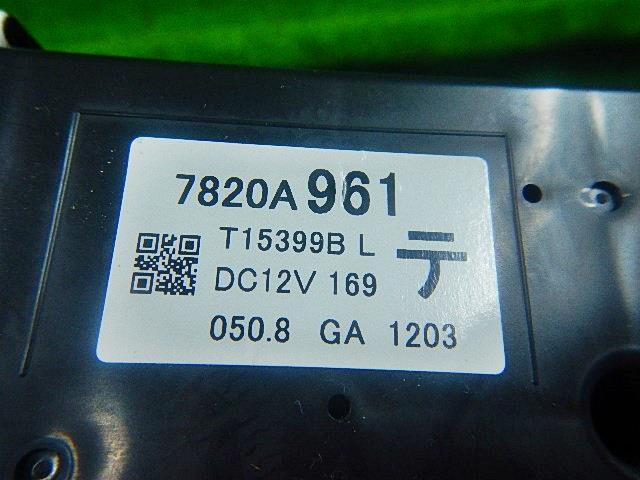 7820A 961
T15399B L
テ
DC12V 169
050.8 GA 1203